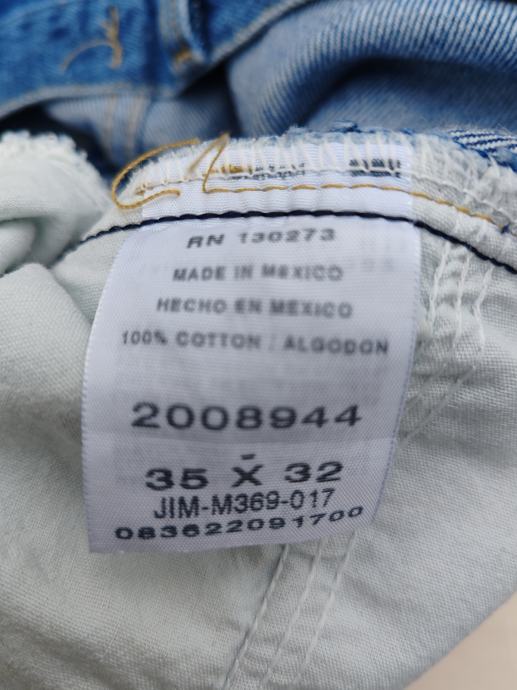 RN 130273
MADE IN MEXICO
HECHO EN MEXICO
100% COTTON / ALGODON
2008944
-
35 X 32
JIM-M369-017
083622091700